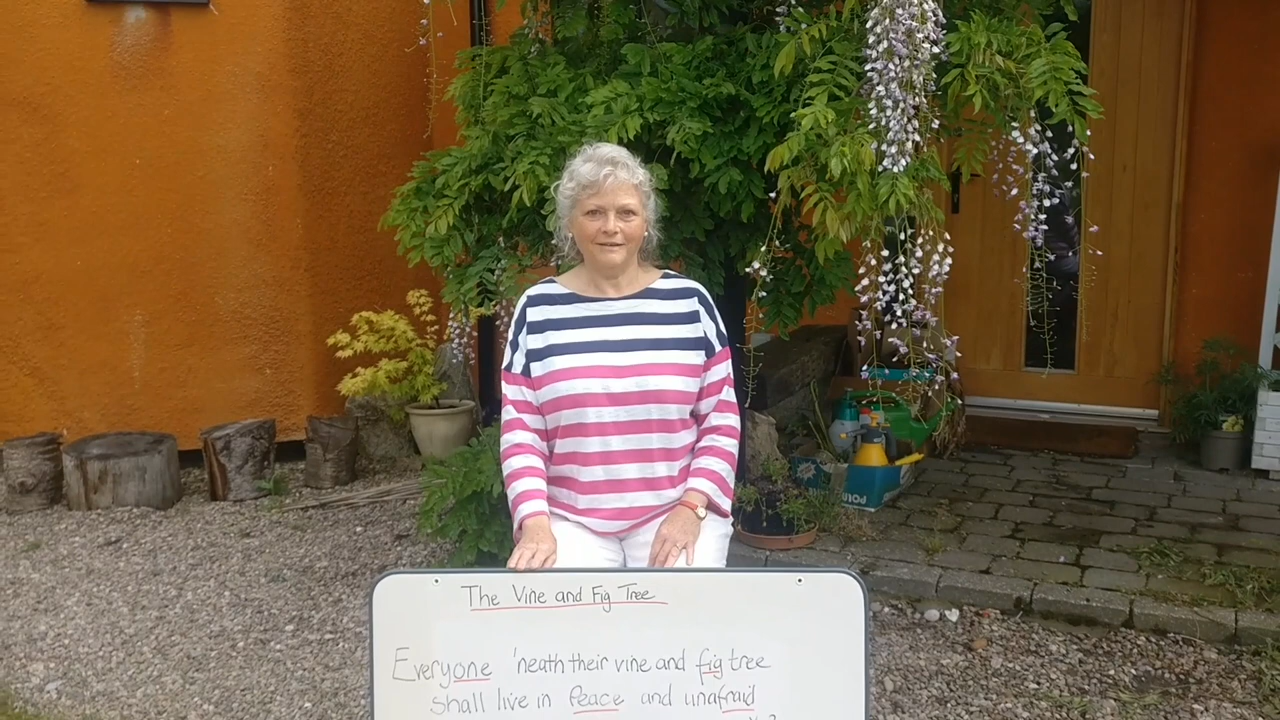 The Vine and Fig Tree
Everyone 'neath their vine and fig tree
shall live in Peace and unafraid